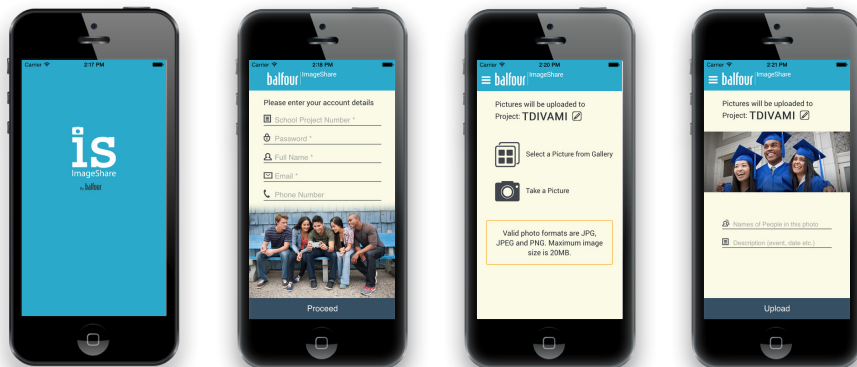 Carrier 2:17 PM
is
ImageShare
by balfour
Carrier 2:18 PM
balfour ImageShare
Please enter your account details
School Project Number *
Password *
Full Name *
Email *
Phone Number
Proceed
Carrier 2:20 PM
balfour ImageShare
Pictures will be uploaded to
Project: TDIVAMI
Select a Picture from Gallery
Take a Picture
Valid photo formats are JPG,
JPEG and PNG. Maximum image
size is 20MB.
Carrier 2:21 PM
balfour ImageShare
Pictures will be uploaded to
Project: TDIVAMI
Names of People in this photo
Description (event, date etc.)
Upload